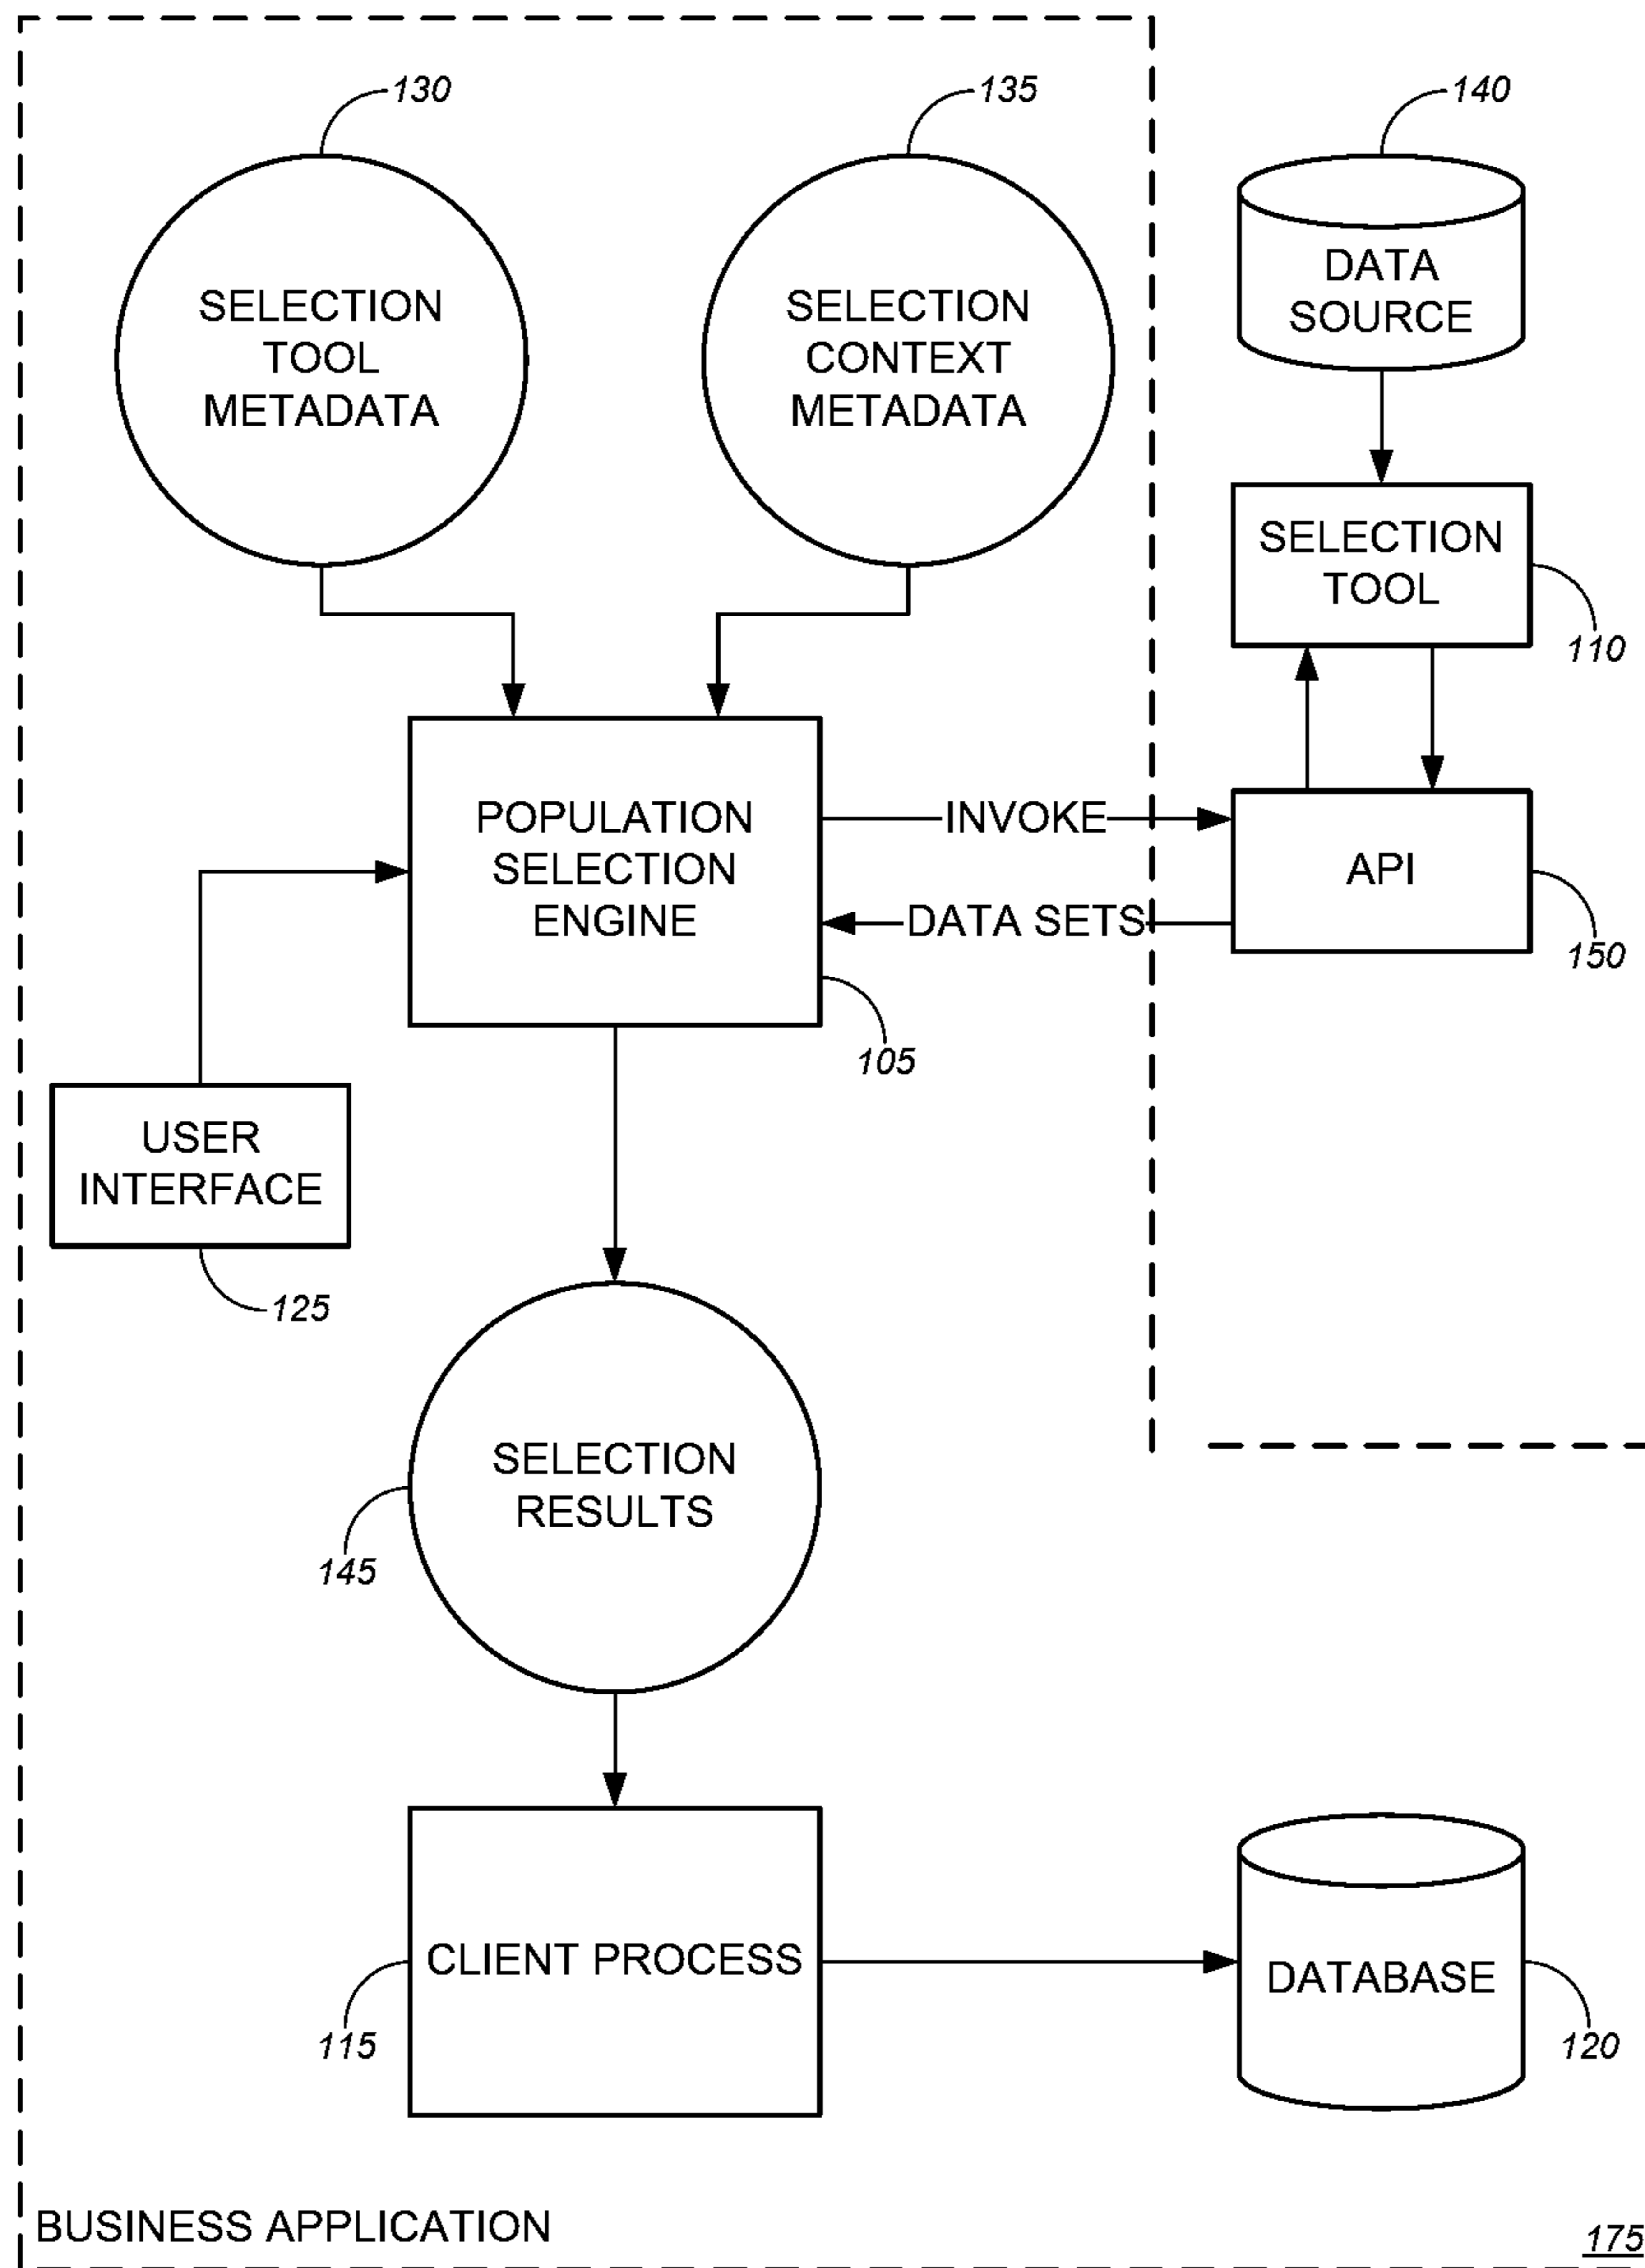 130
135
140
SELECTION
TOOL
METADATA
SELECTION
CONTEXT
METADATA
DATA
SOURCE
SELECTION
TOOL
110
POPULATION
SELECTION
ENGINE
INVOKE
DATA SETS
API
150
105
USER
INTERFACE
125
SELECTION
RESULTS
145
CLIENT PROCESS
115
DATABASE
120
BUSINESS APPLICATION
175